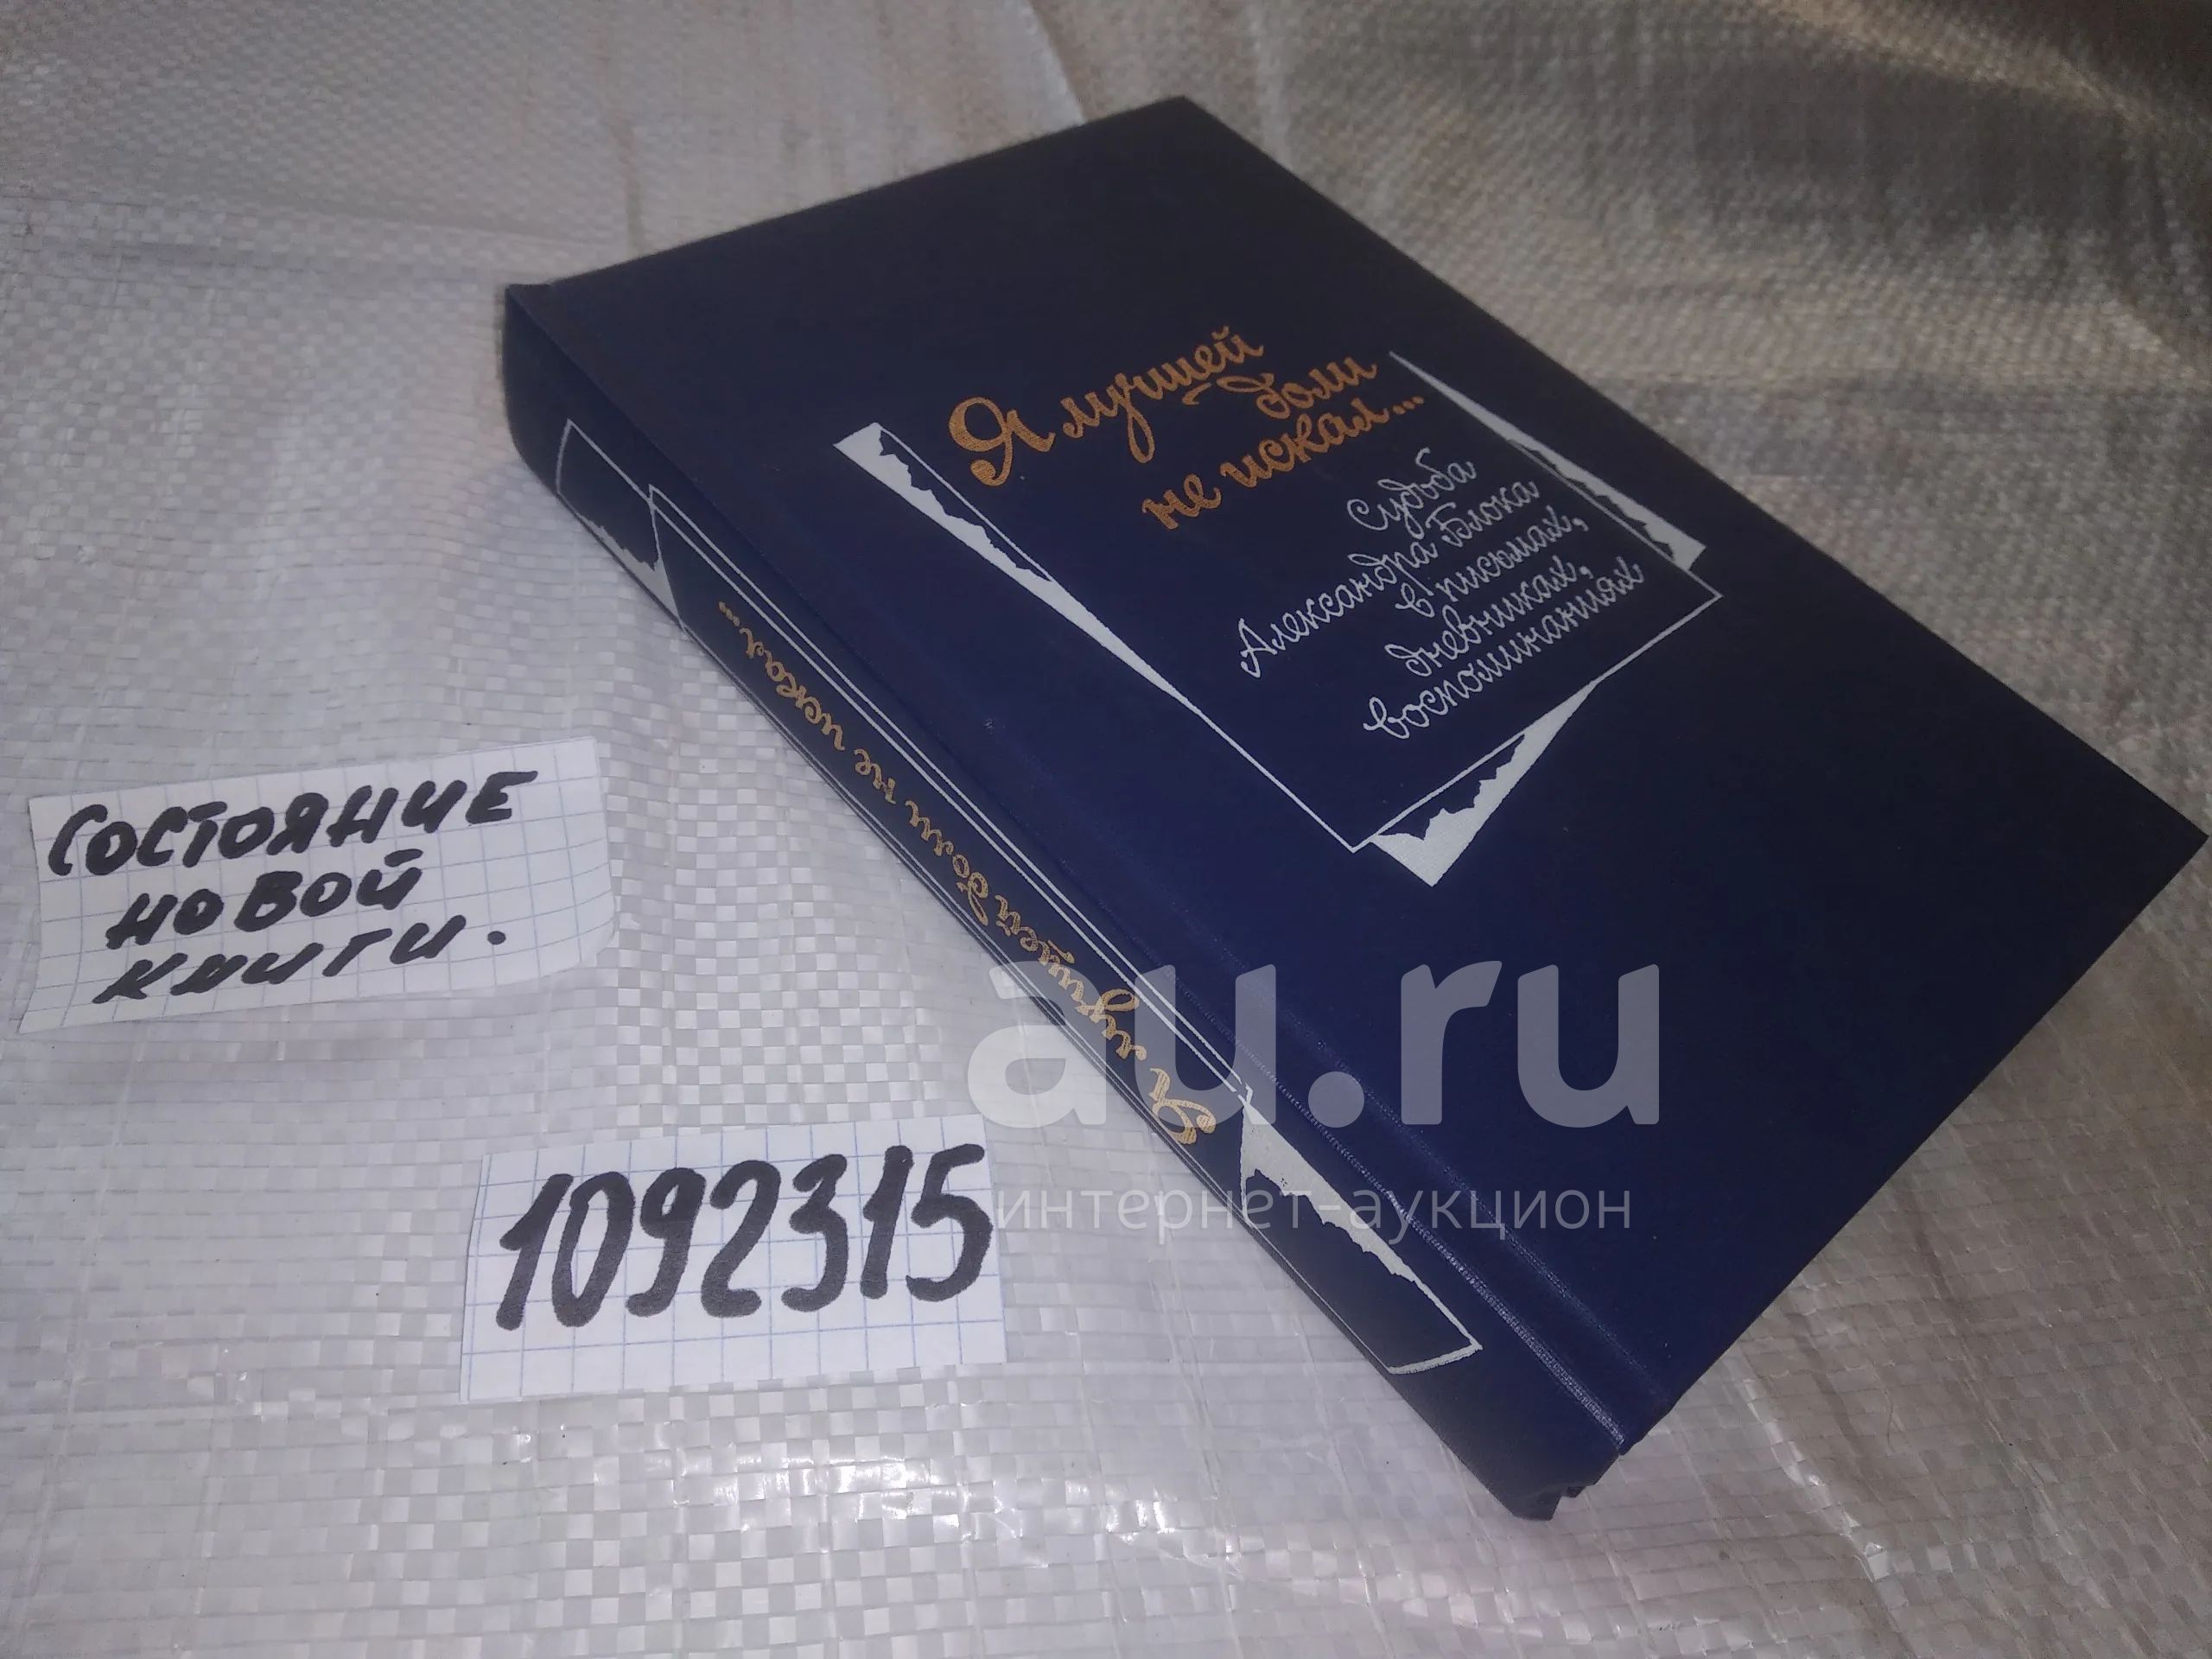 Я лучшей
доли
не искал...
Судьба
Александра Блока
в письмах,
дневниках,
воспоминаниях
Я лучшей доли не искал...
СОСТОЯНИЕ
НОВОЙ
КНИГИ.
1092315
au.ru
интернет-аукцион